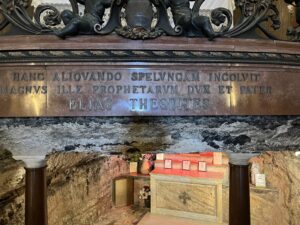 HANC ALIQVANDO SPELVNCAM INCOLVIT
MAGNVS ILLE PROPHETARVM DVX ET PATER
ELIAS THESBITES